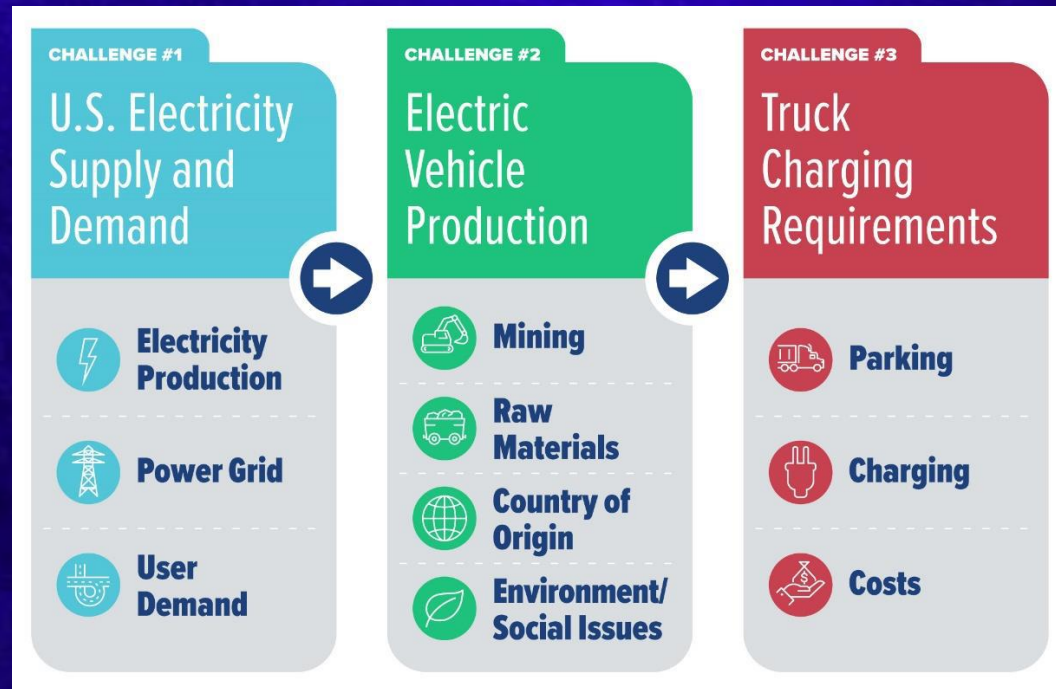 CHALLENGE #1
U.S. Electricity
Supply and
Demand
Electricity
Production
Power Grid
User
Demand
CHALLENGE #2
Electric
Vehicle
Production
Mining
Raw
Materials
Country of
Origin
Environment/
Social Issues
CHALLENGE #3
Truck
Charging
Requirements
Parking
Charging
$
Costs